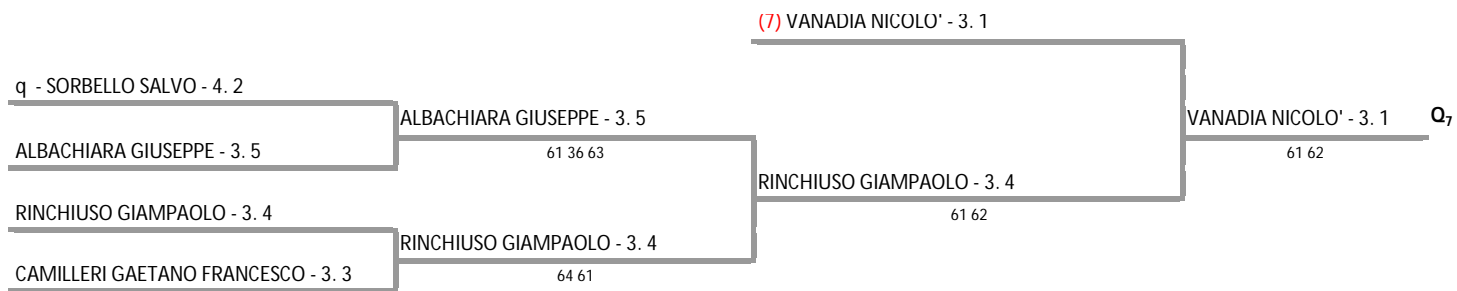 (7) VANADIA NICOLO' - 3. 1
q - SORBELLO SALVO - 4. 2
ALBACHIARA GIUSEPPE - 3. 5
VANADIA NICOLO' - 3. 1 Q7
ALBACHIARA GIUSEPPE - 3. 5
61 36 63
61 62
RINCHIUSO GIAMPAOLO - 3. 4
RINCHIUSO GIAMPAOLO - 3. 4
61 62
RINCHIUSO GIAMPAOLO - 3. 4
CAMILLERI GAETANO FRANCESCO - 3. 3
64 61